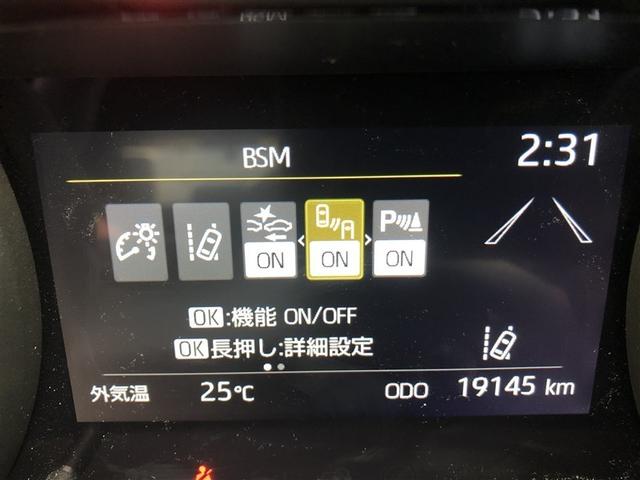 BSM
2:31
P
ON ON ON
OK:機能 ON/OFF
OK長押し:詳細設定
外気温 25℃ ODO 19145 km